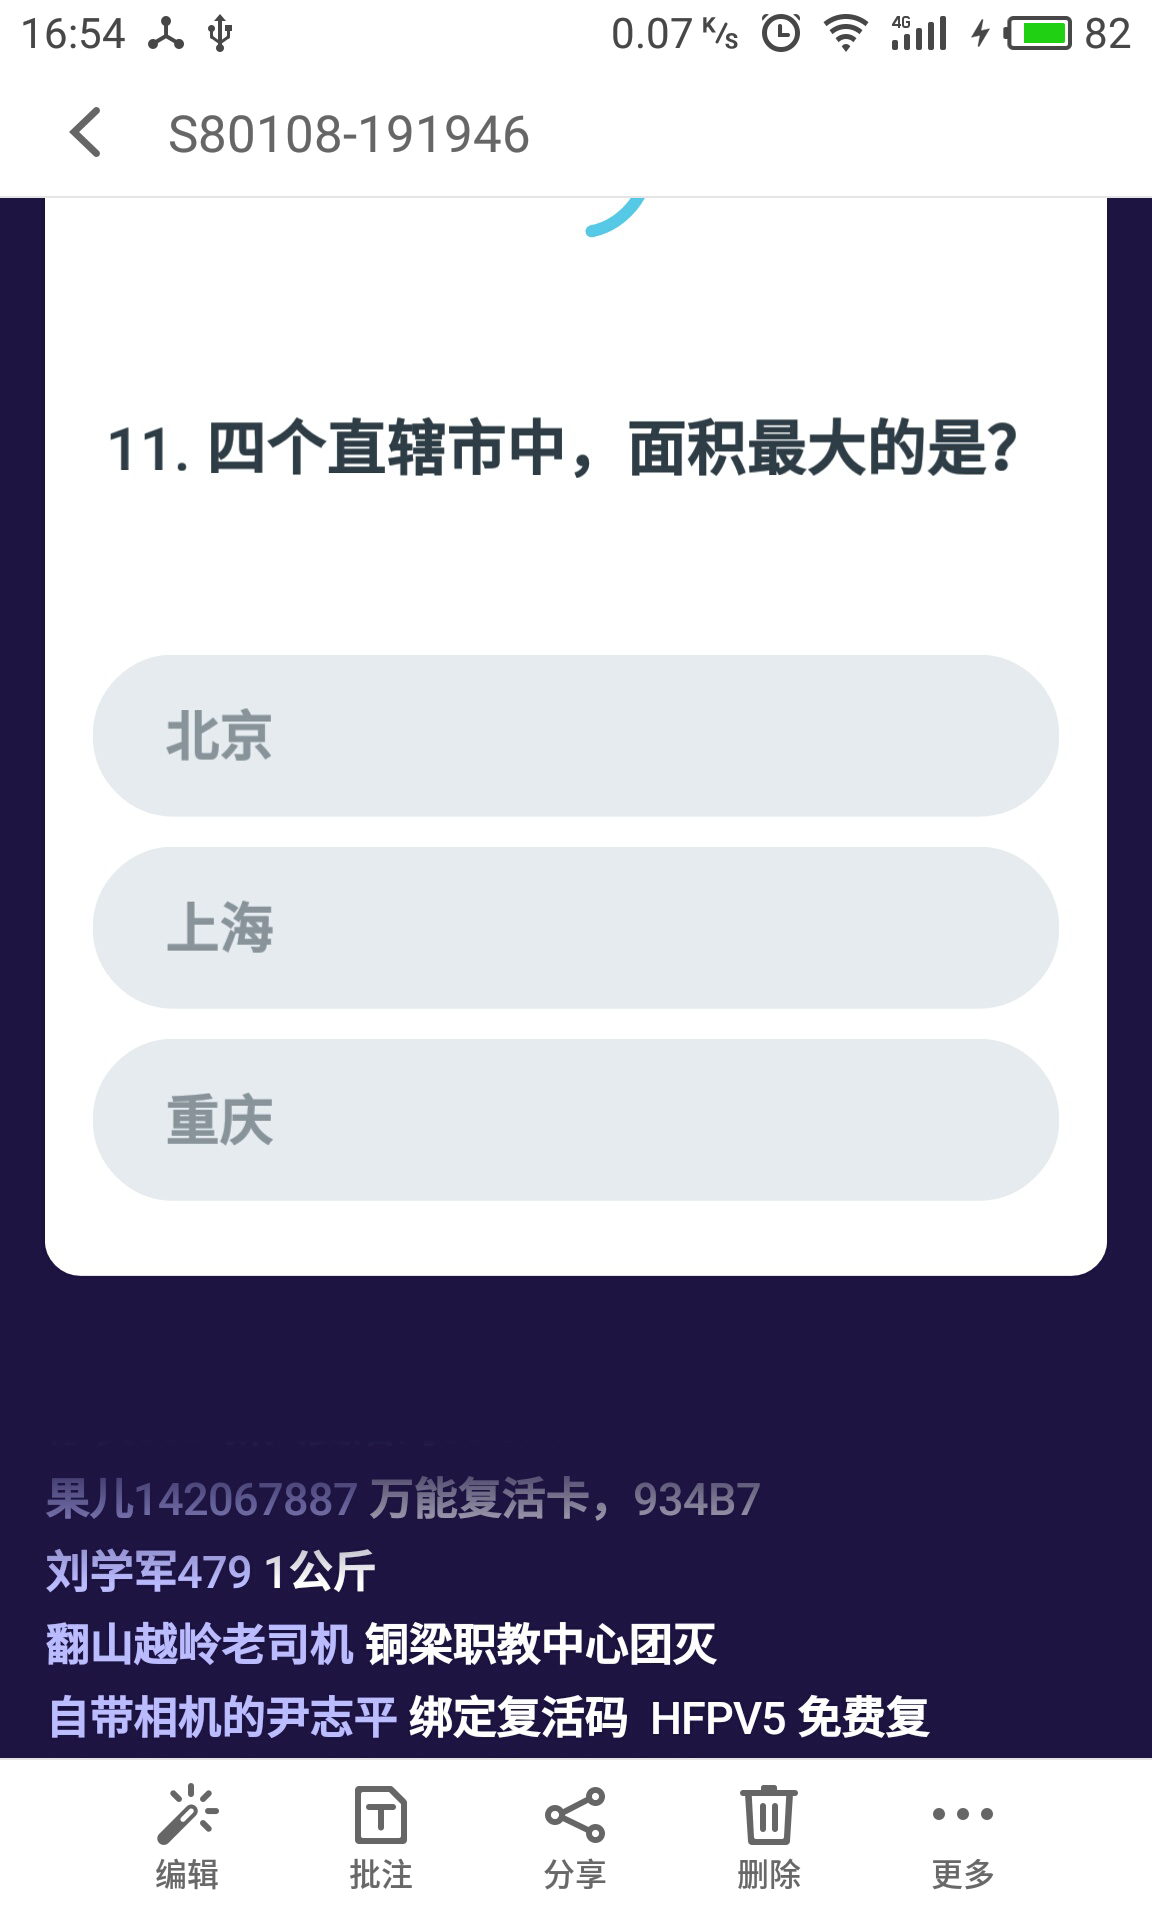 16:54 0.07 K/s 4G 82
S80108-191946
11. 四个直辖市中，面积最大的是？
北京
上海
重庆
果儿142067887 万能复活卡，934B7
刘学军479 1公斤
翻山越岭老司机 铜梁职教中心团灭
自带相机的尹志平 绑定复活码 HFPV5 免费复
编辑 批注 分享 删除 更多